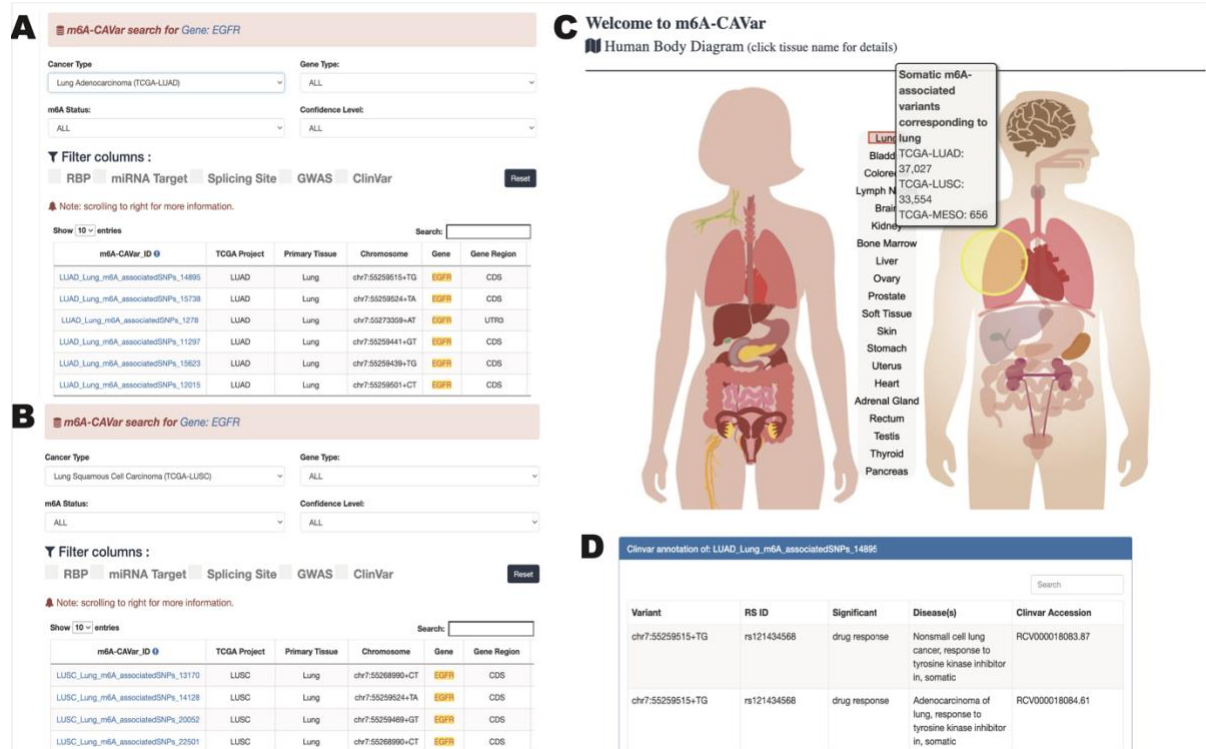 A
m6A-CAVar search for Gene: EGFR
Cancer Type
Gene Type:
Lung Adenocarcinoma (TCGA-LUAD)
ALL
m6A Status:
Confidence Level:
ALL
ALL
Filter columns :
RBP miRNA Target Splicing Site GWAS ClinVar
Reset
Note: scrolling to right for more information.
Show 10 entries
Search:
m6A-CAVar_ID TCGA Project Primary Tissue Chromosome Gene Gene Region
LUAD_Lung_m6A_associatedSNPs_14895 LUAD Lung chr7:55259515+TG EGFR CDS
LUAD_Lung_m6A_associatedSNPs_15738 LUAD Lung chr7:55259524+TA EGFR CDS
LUAD_Lung_m6A_associatedSNPs_1278 LUAD Lung chr7:55273359+AT EGFR UTR3
LUAD_Lung_m6A_associatedSNPs_11297 LUAD Lung chr7:55259441+GT EGFR CDS
LUAD_Lung_m6A_associatedSNPs_15623 LUAD Lung chr7:55259439+TG EGFR CDS
LUAD_Lung_m6A_associatedSNPs_12015 LUAD Lung chr7:55259501+CT EGFR CDS
B
m6A-CAVar search for Gene: EGFR
Cancer Type
Gene Type:
Lung Squamous Cell Carcinoma (TCGA-LUSC)
ALL
m6A Status:
Confidence Level:
ALL
ALL
Filter columns :
RBP miRNA Target Splicing Site GWAS ClinVar
Reset
Note: scrolling to right for more information.
Show 10 entries
Search:
m6A-CAVar_ID TCGA Project Primary Tissue Chromosome Gene Gene Region
LUSC_Lung_m6A_associatedSNPs_13170 LUSC Lung chr7:55268990+CT EGFR CDS
LUSC_Lung_m6A_associatedSNPs_14128 LUSC Lung chr7:55259524+TA EGFR CDS
LUSC_Lung_m6A_associatedSNPs_20052 LUSC Lung chr7:55259469+GT EGFR CDS
LUSC_Lung_m6A_associatedSNPs_22501 LUSC Lung chr7:55268990+CT EGFR CDS
C
Welcome to m6A-CAVar
Human Body Diagram (click tissue name for details)
Somatic m6A-
associated
variants
corresponding to
lung
TCGA-LUAD:
37,027
TCGA-LUSC:
33,554
TCGA-MESO: 656
Kidney
Bone Marrow
Liver
Ovary
Prostate
Soft Tissue
Skin
Stomach
Uterus
Heart
Adrenal Gland
Rectum
Testis
Thyroid
Pancreas
D
Clinvar annotation of: LUAD_Lung_m6A_associatedSNPs_14895
Search
Variant RS ID Significant Disease(s) Clinvar Accession
chr7:55259515+TG rs121434568 drug response Nonsmall cell lung RCV000018083.87
cancer, response to
tyrosine kinase inhibitor
in, somatic
chr7:55259515+TG rs121434568 drug response Adenocarcinoma of RCV000018084.61
lung, response to
tyrosine kinase inhibitor
in, somatic